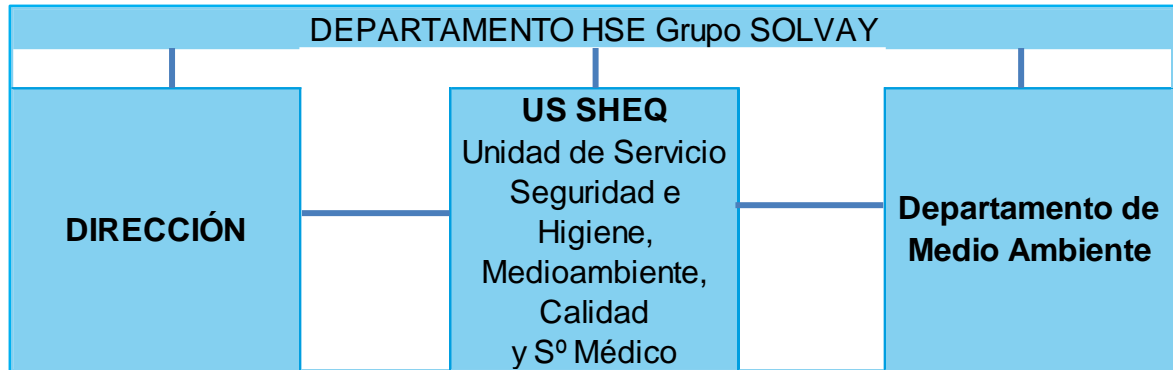 DEPARTAMENTO HSE Grupo SOLVAY
DIRECCIÓN
US SHEQ
Unidad de Servicio
Seguridad e
Higiene,
Medioambiente,
Calidad
y Sº Médico
Departamento de
Medio Ambiente